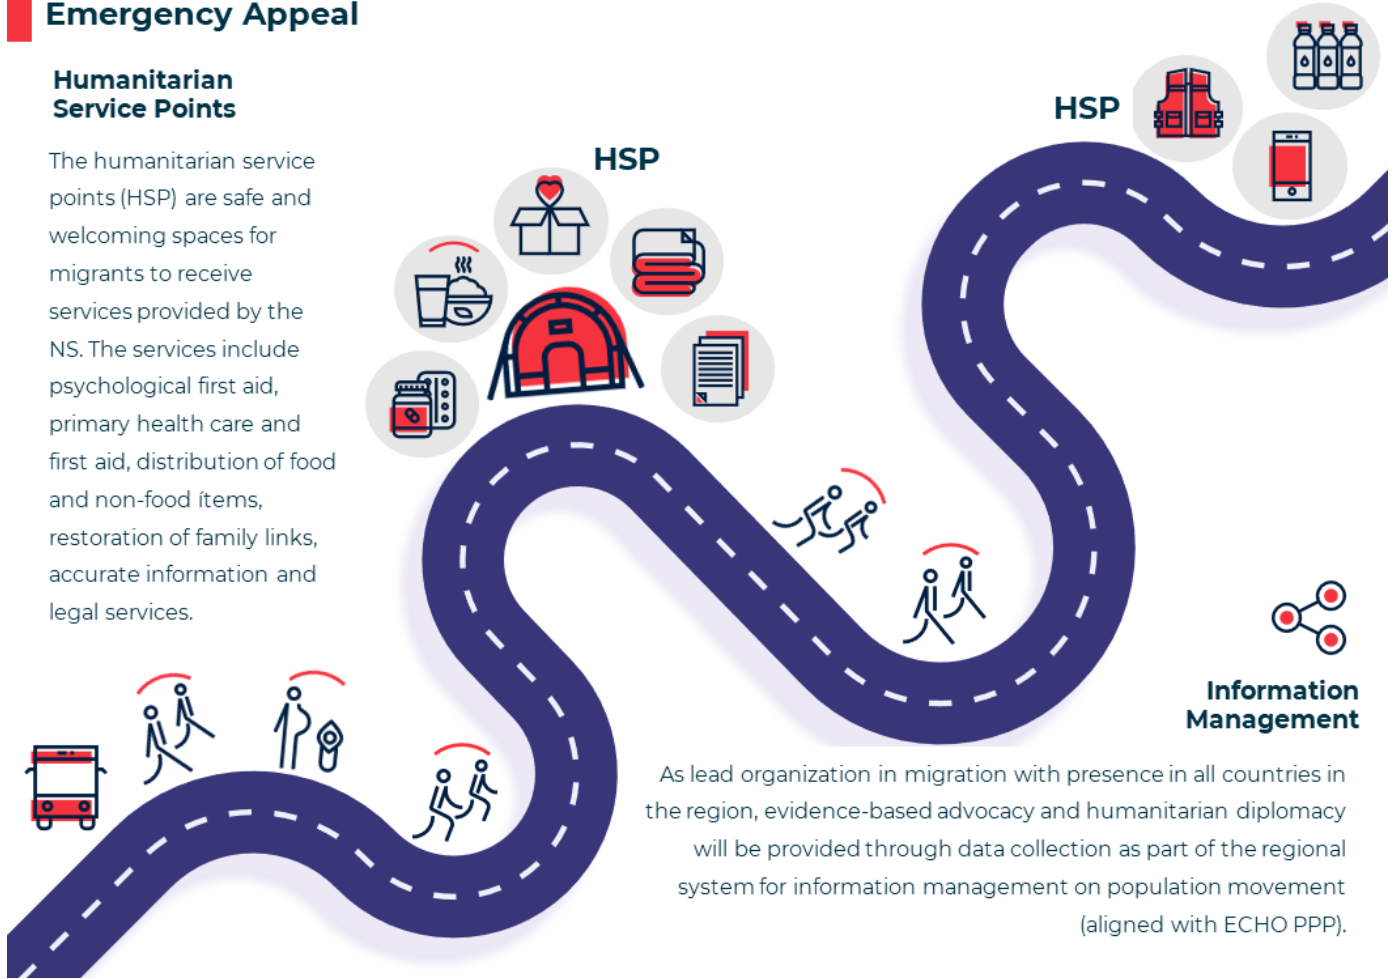 Emergency Appeal
Humanitarian
Service Points
The humanitarian service
points (HSP) are safe and
welcoming spaces for
migrants to receive
services provided by the
NS. The services include
psychological first aid,
primary health care and
first aid, distribution of food
and non-food ítems,
restoration of family links,
accurate information and
legal services.
HSP
HSP
Information
Management
As lead organization in migration with presence in all countries in
the region, evidence-based advocacy and humanitarian diplomacy
will be provided through data collection as part of the regional
system for information management on population movement
(aligned with ECHO PPP).